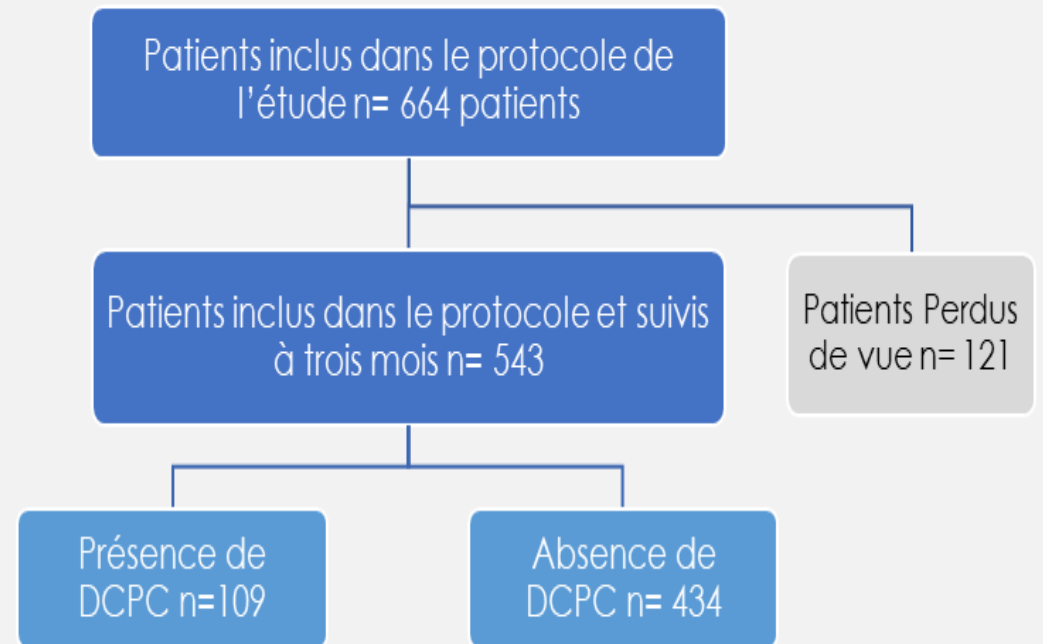 Patients inclus dans le protocole de
l’étude n= 664 patients
Patients inclus dans le protocole et suivis
à trois mois n= 543
Patients Perdus
de vue n= 121
Présence de
DCPC n=109
Absence de
DCPC n= 434